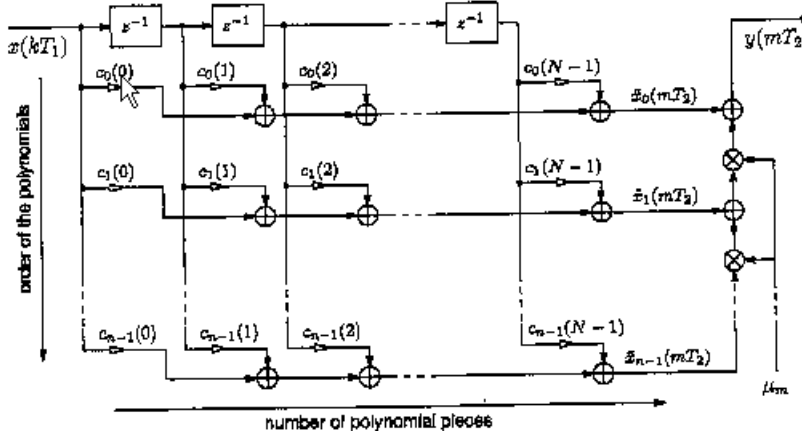 x(kT₁) z⁻¹ z⁻¹ z⁻¹ y(mT₂
c₀(0) c₀(1) c₀(2) c₀(N − 1)
x̂₀(mT₂)
c₁(0) c₁(1) c₁(2) c₁(N − 1)
x̂₁(mT₂)
order of the polynomials
cₙ₋₁(0) cₙ₋₁(1) cₙ₋₁(2) cₙ₋₁(N − 1)
x̂ₙ₋₁(mT₂)
μₘ
number of polynomial pieces